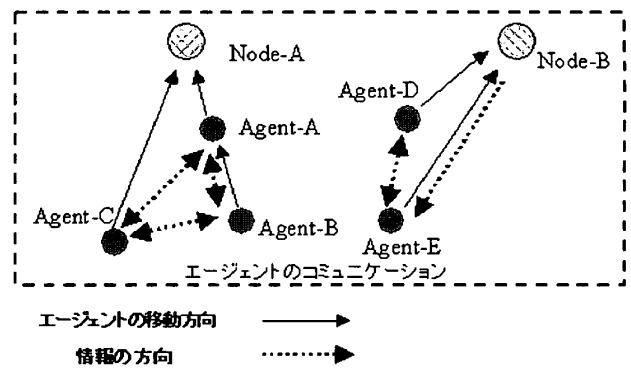 Node-A
Node-B
Agent-D
Agent-A
Agent-C
Agent-B
Agent-E
エージェントのコミュニケーション
エージェントの移動方向
情報の方向